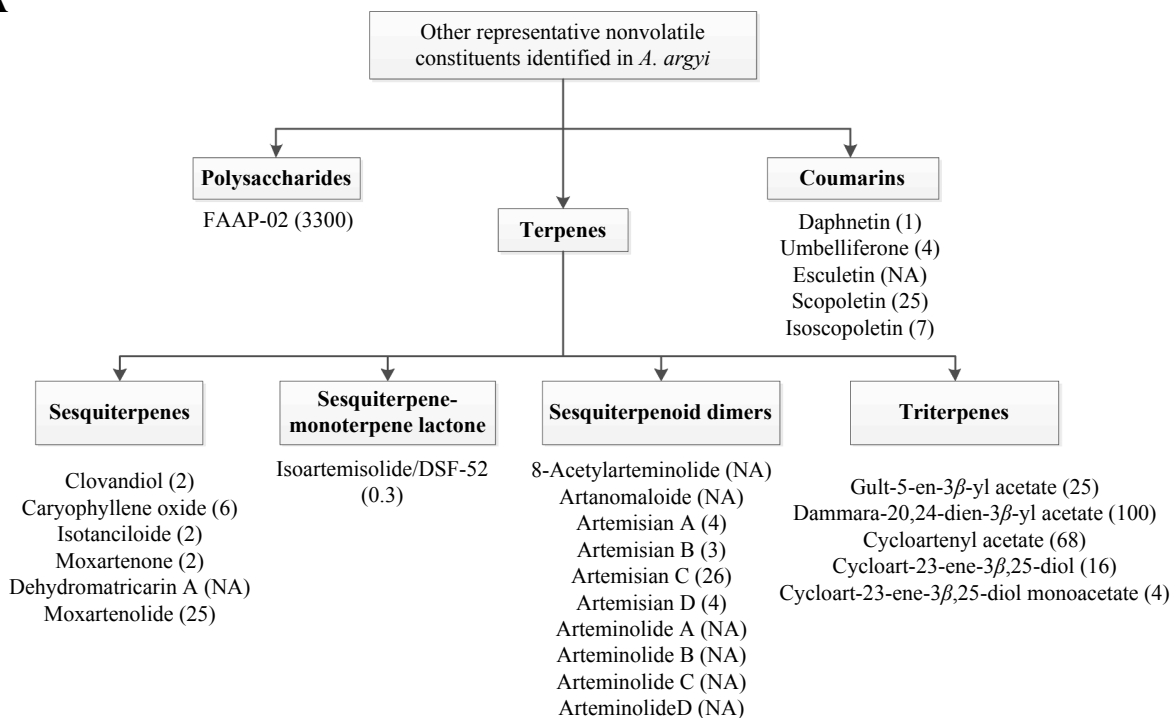 Other representative nonvolatile
constituents identified in A. argyi
Polysaccharides
FAAP-02 (3300)
Terpenes
Coumarins
Daphnetin (1)
Umbelliferone (4)
Esculetin (NA)
Scopoletin (25)
Isoscopoletin (7)
Sesquiterpenes
Clovandiol (2)
Caryophyllene oxide (6)
Isotanciloide (2)
Moxartenone (2)
Dehydromatricarin A (NA)
Moxartenolide (25)
Sesquiterpene-
monoterpene lactone
Isoartemisolide/DSF-52
(0.3)
Sesquiterpenoid dimers
8-Acetylarteminolide (NA)
Artanomaloide (NA)
Artemisian A (4)
Artemisian B (3)
Artemisian C (26)
Artemisian D (4)
Arteminolide A (NA)
Arteminolide B (NA)
Arteminolide C (NA)
ArteminolideD (NA)
Triterpenes
Gult-5-en-3β-yl acetate (25)
Dammara-20,24-dien-3β-yl acetate (100)
Cycloartenyl acetate (68)
Cycloart-23-ene-3β,25-diol (16)
Cycloart-23-ene-3β,25-diol monoacetate (4)